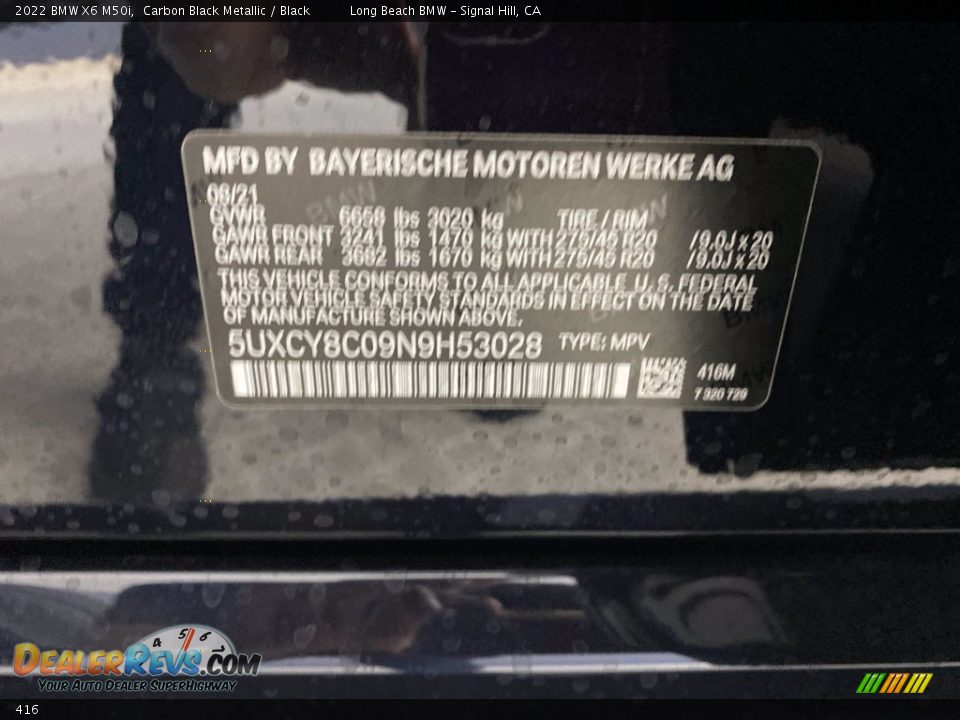 2022 BMW X6 M50i, Carbon Black Metallic / Black Long Beach BMW - Signal Hill, CA
MFD BY BAYERISCHE MOTOREN WERKE AG
08/21
GVWR 6658 lbs 3020 kg TIRE / RIM
GAWR FRONT 3241 lbs 1470 kg WITH 275/45 R20 /9.0J x 20
GAWR REAR 3682 lbs 1670 kg WITH 275/45 R20 /9.0J x 20
THIS VEHICLE CONFORMS TO ALL APPLICABLE U. S. FEDERAL
MOTOR VEHICLE SAFETY STANDARDS IN EFFECT ON THE DATE
OF MANUFACTURE SHOWN ABOVE.
5UXCY8C09N9H53028 TYPE: MPV
416M
7 920 729
4 5 6
DealerRevs.com
Your Auto Dealer SuperHighway
416